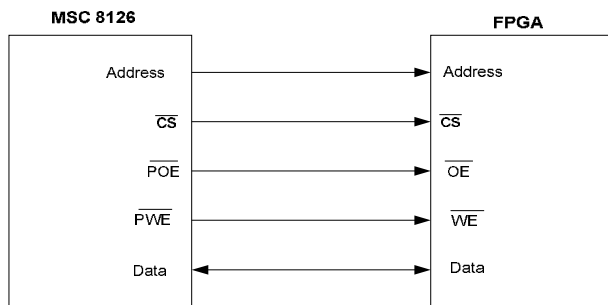 MSC 8126 FPGA
Address Address
CS CS
POE OE
PWE WE
Data Data